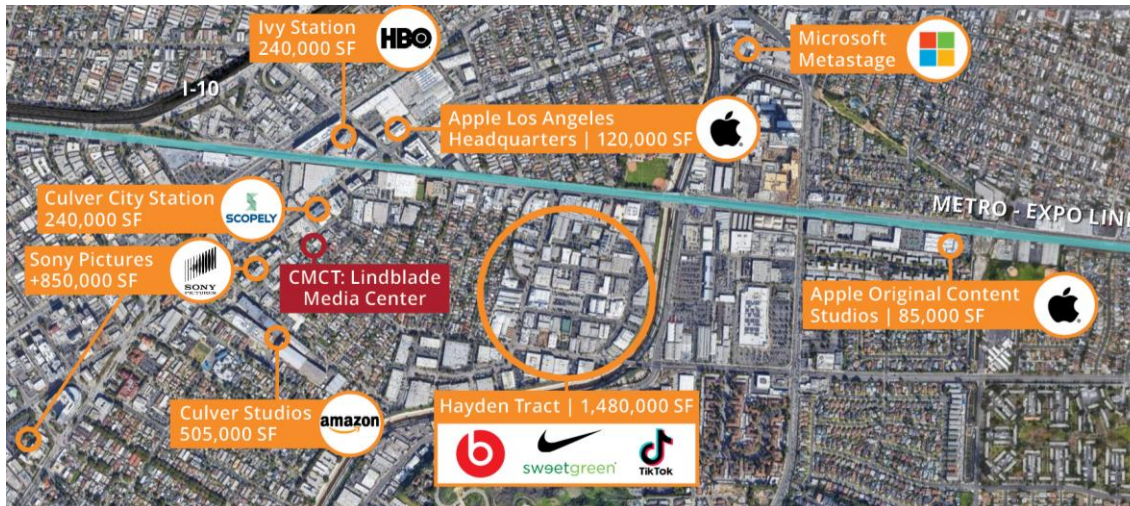 Ivy Station
240,000 SF
HBO
Microsoft
Metastage
I-10
Apple Los Angeles
Headquarters | 120,000 SF
Culver City Station
240,000 SF
SCOPELY
METRO - EXPO LINE
Sony Pictures
+850,000 SF
SONY
PICTURES
CMCT: Lindblade
Media Center
Apple Original Content
Studios | 85,000 SF
Culver Studios
505,000 SF
amazon
Hayden Tract | 1,480,000 SF
b
sweetgreen
TikTok